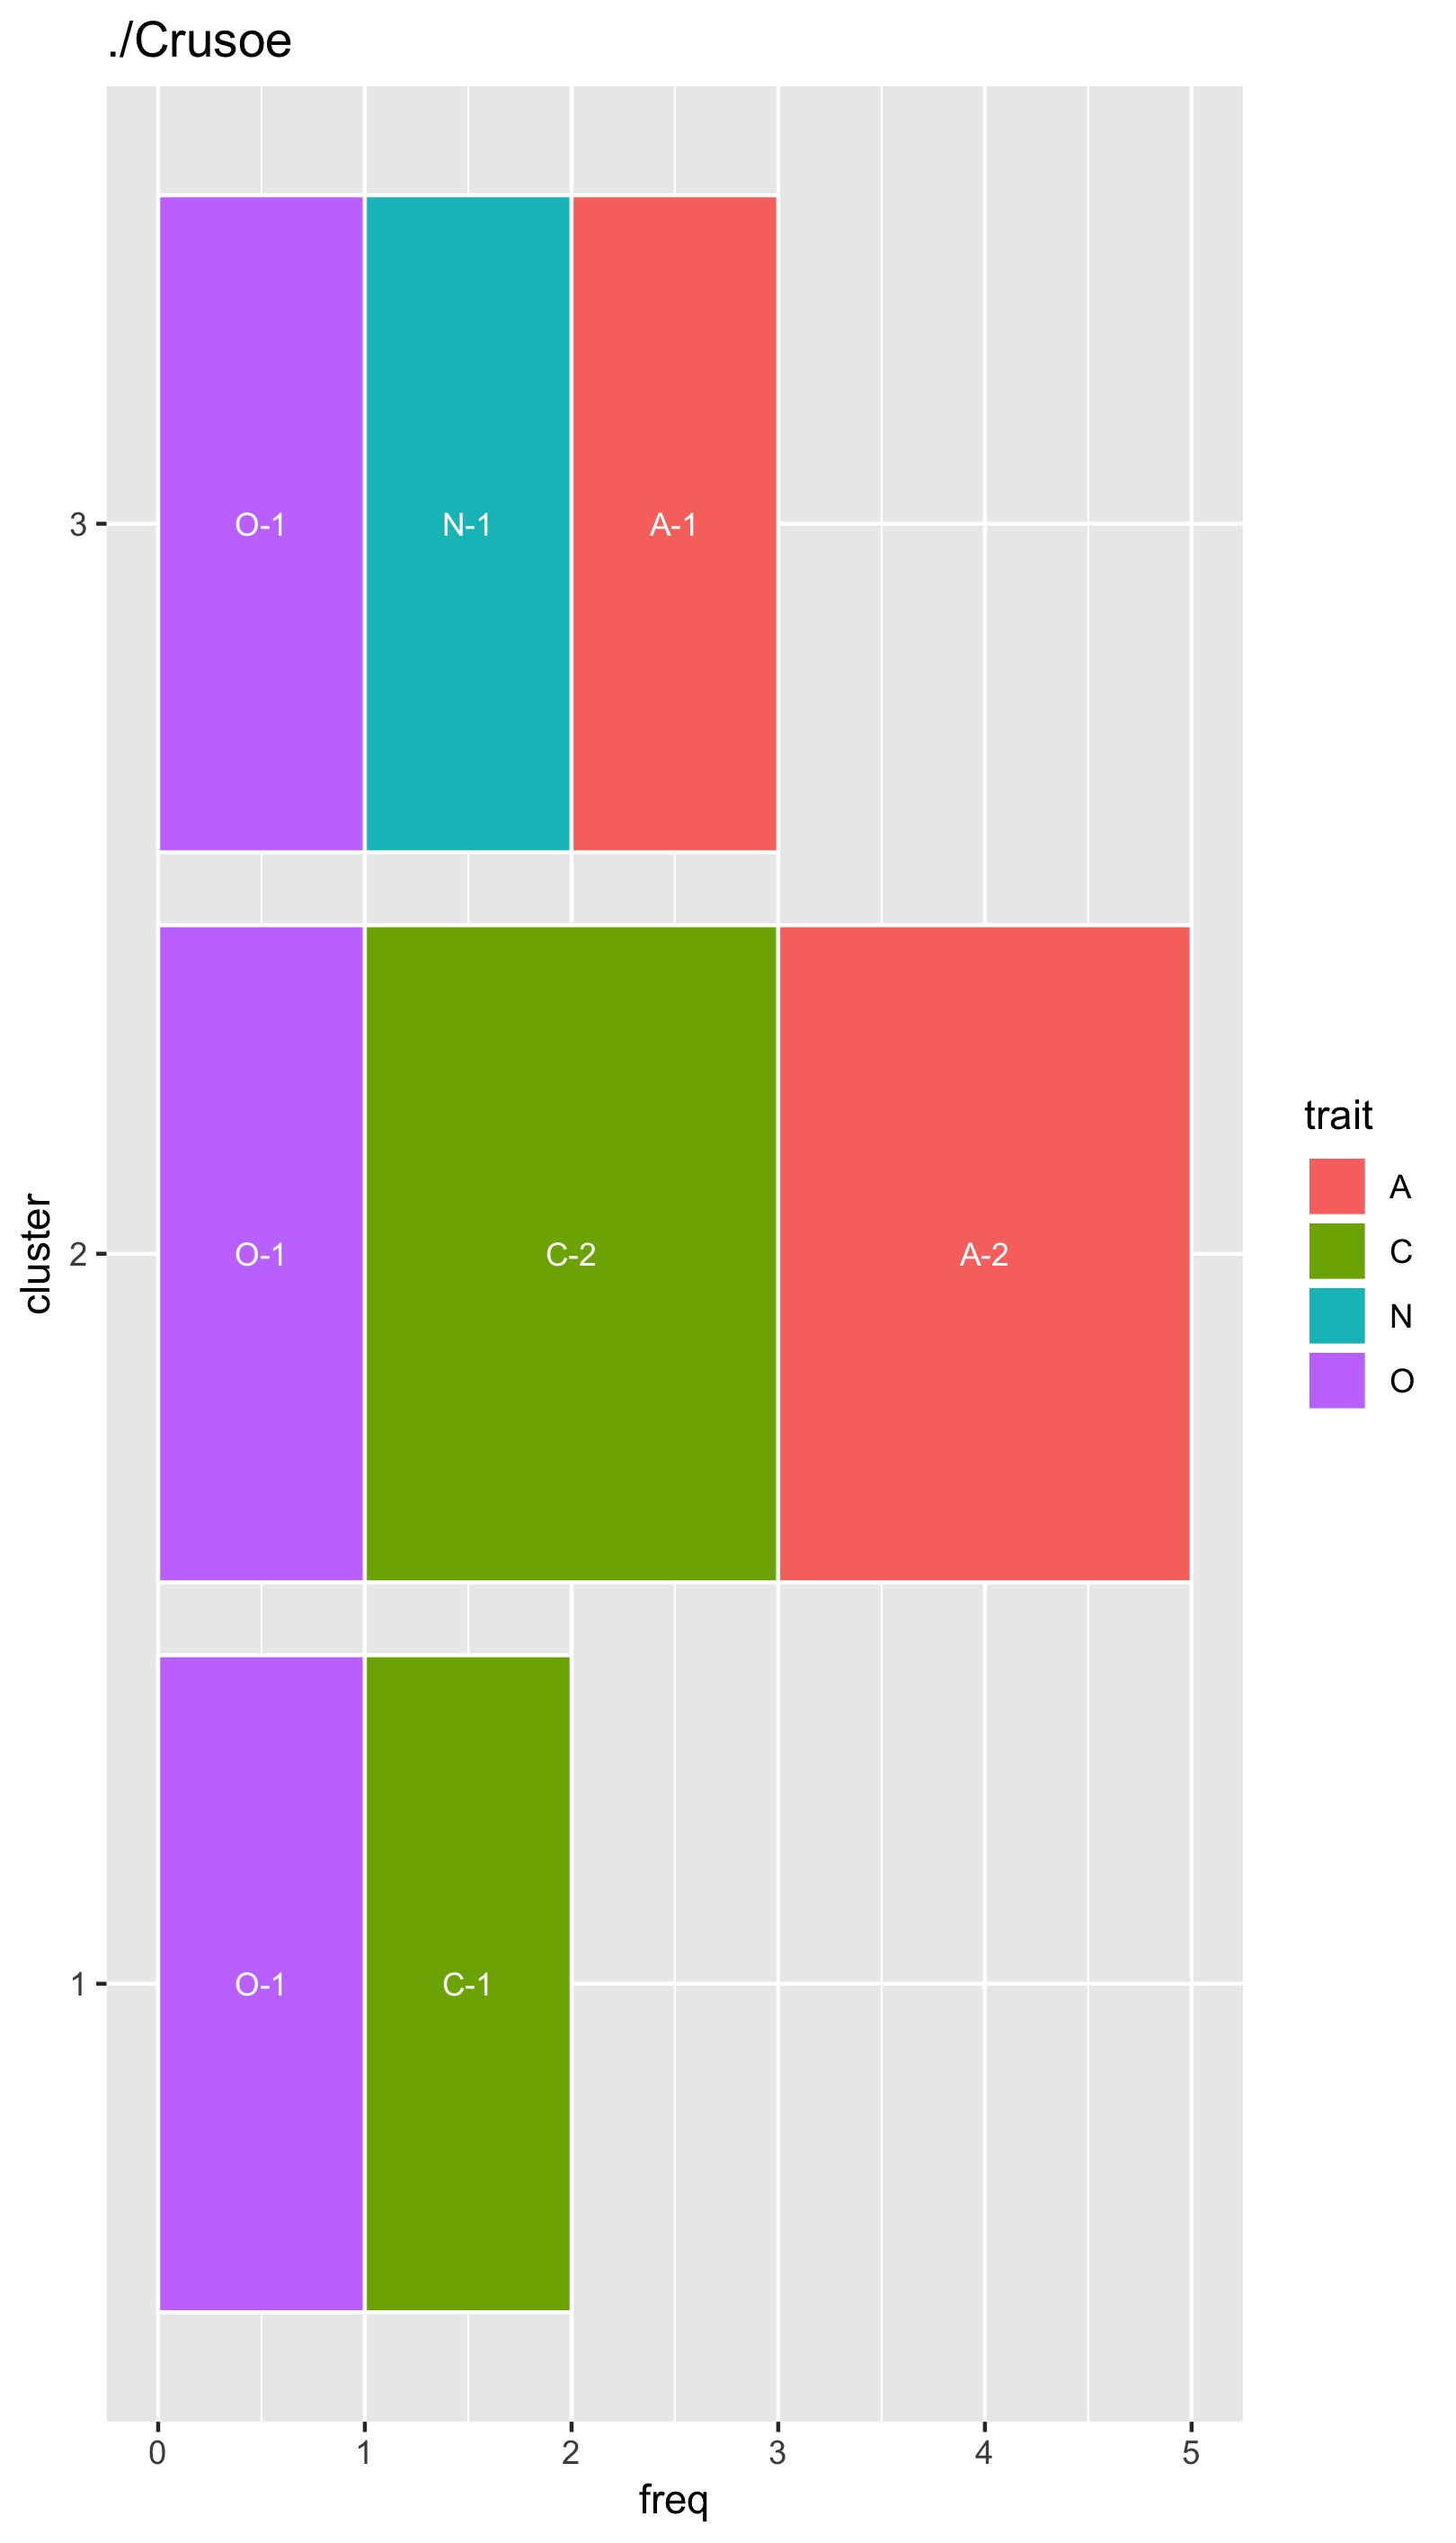 ./Crusoe
3
O-1 N-1 A-1
cluster
2
O-1 C-2 A-2
1
O-1 C-1
0 1 2 3 4 5
freq
trait
A
C
N
O